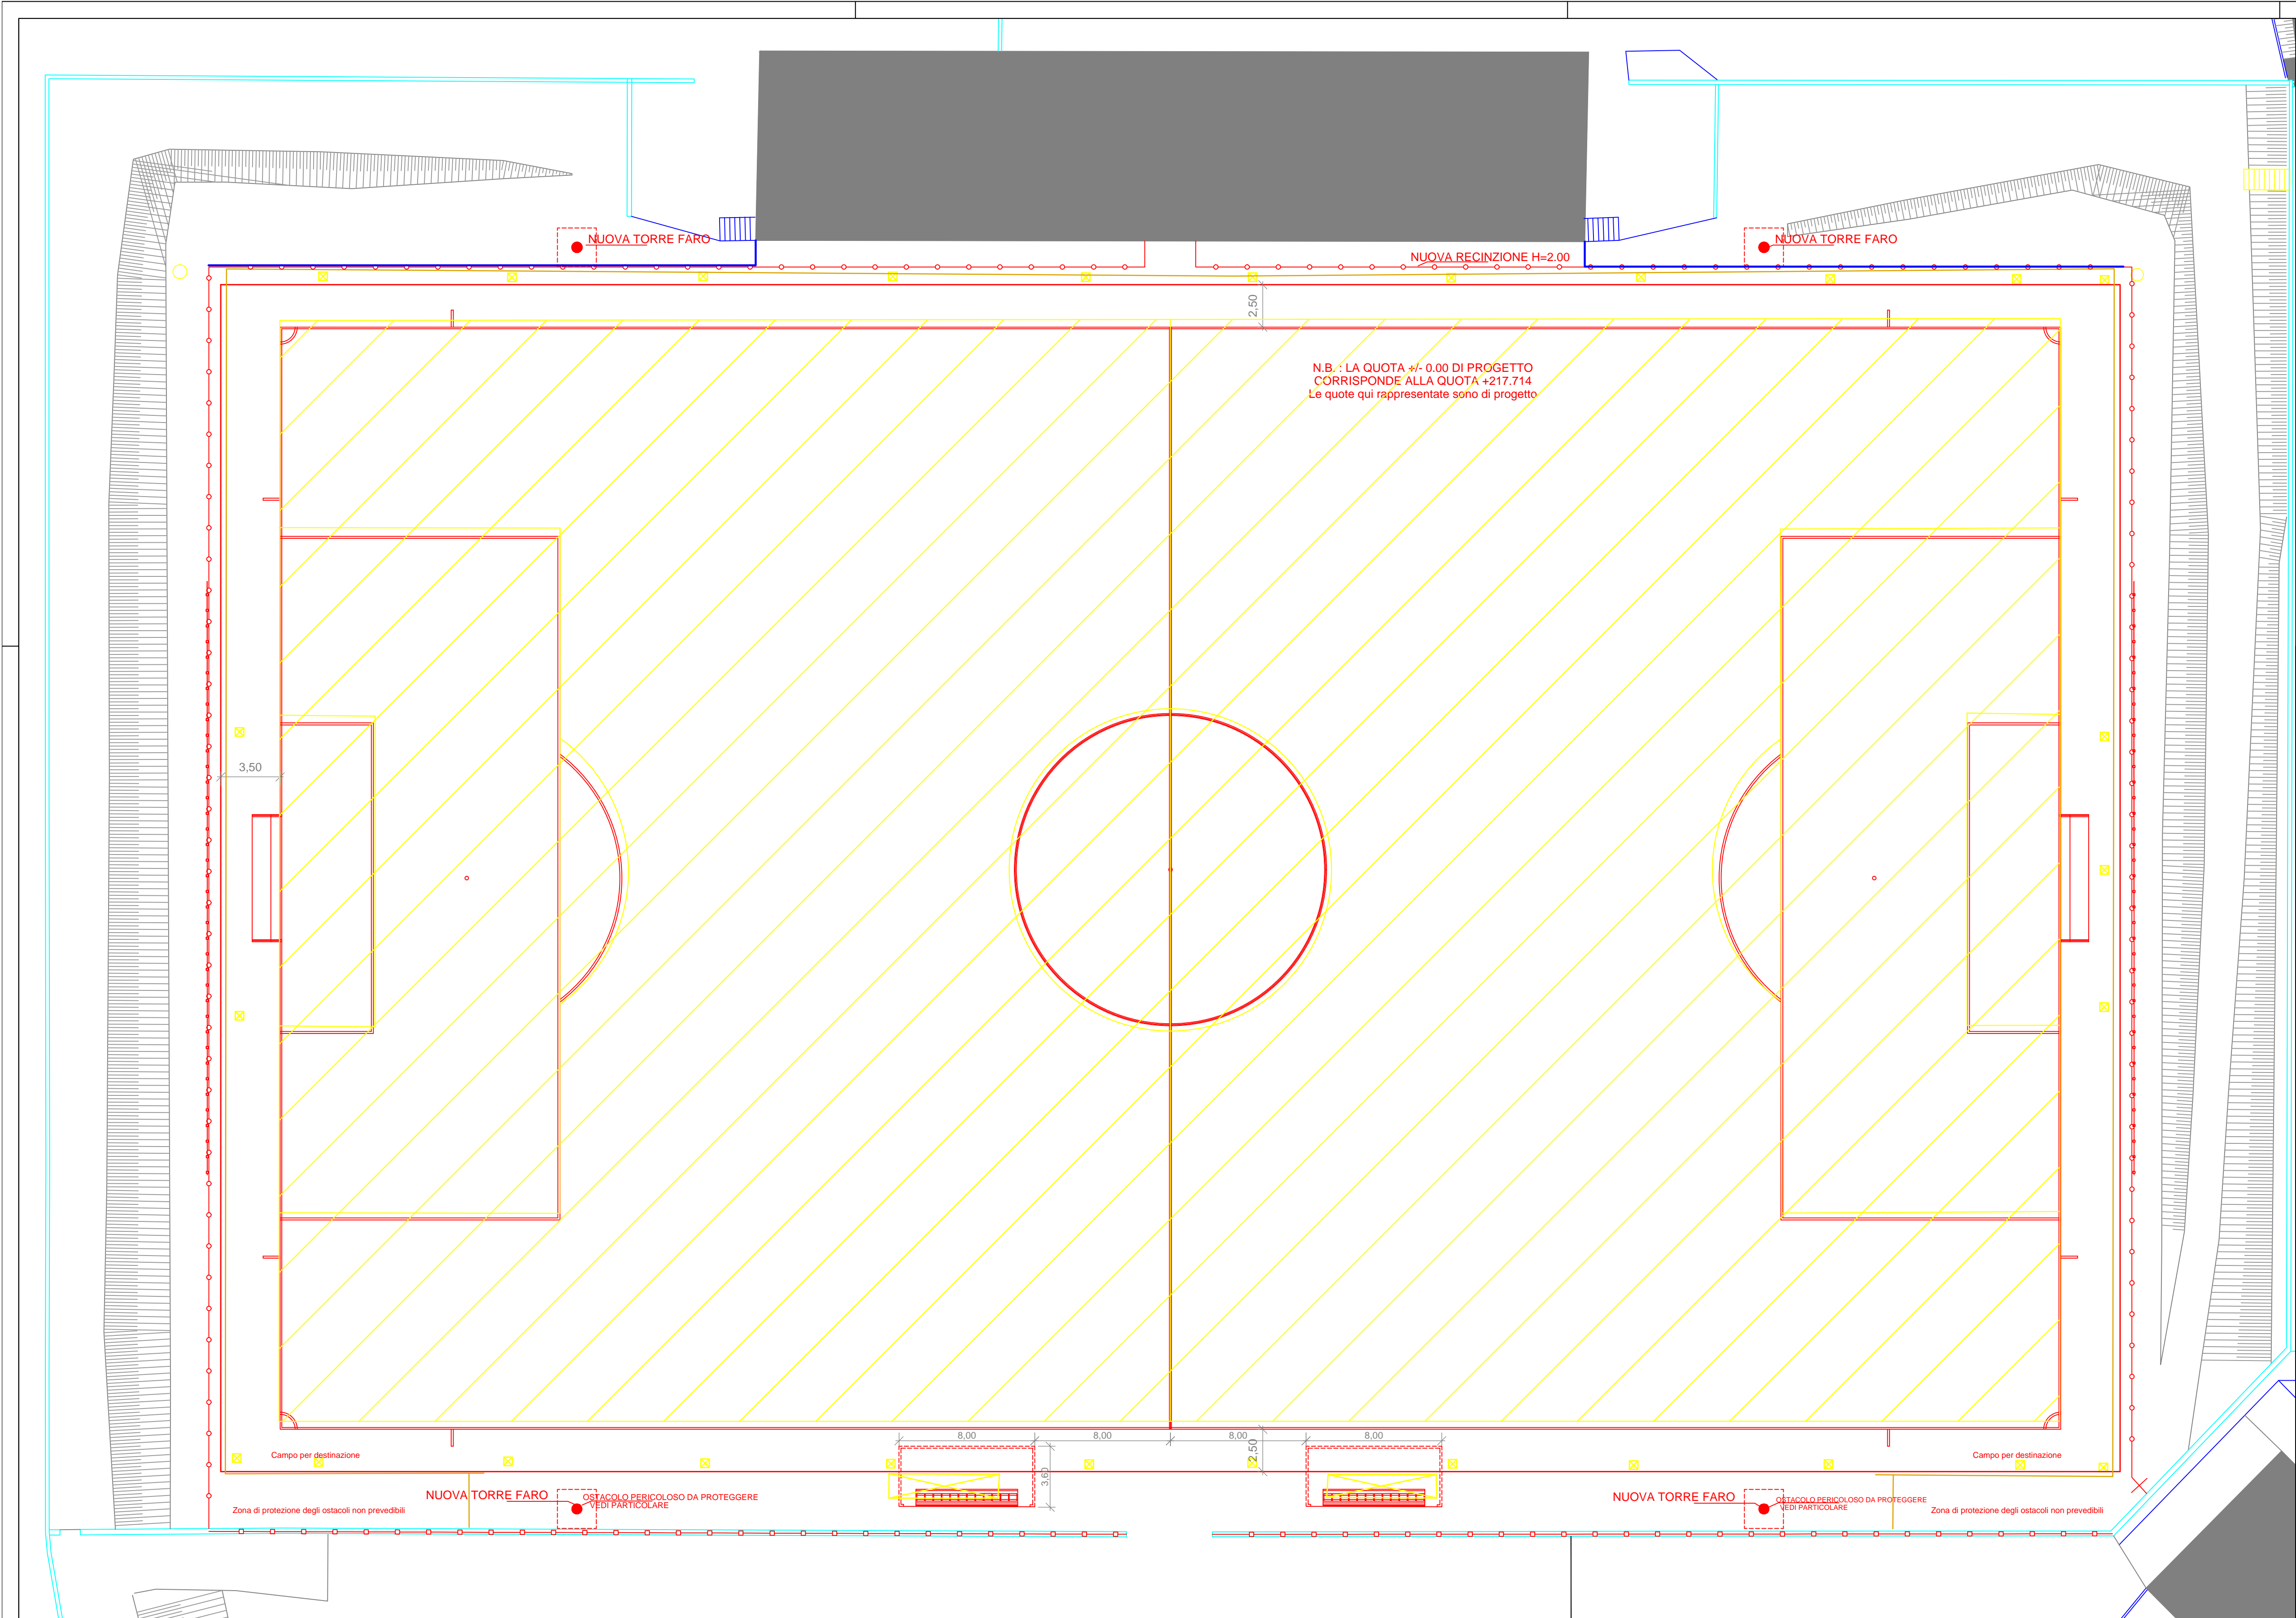 NUOVA TORRE FARO
NUOVA TORRE FARO
NUOVA RECINZIONE H=2.00
2,50
N.B. : LA QUOTA +/- 0.00 DI PROGETTO
CORRISPONDE ALLA QUOTA +217.714
Le quote qui rappresentate sono di progetto
3,50
8,00
8,00
8,00
8,00
2,50
3,60
Campo per destinazione
Campo per destinazione
NUOVA TORRE FARO
OSTACOLO PERICOLOSO DA PROTEGGERE
VEDI PARTICOLARE
NUOVA TORRE FARO
OSTACOLO PERICOLOSO DA PROTEGGERE
VEDI PARTICOLARE
Zona di protezione degli ostacoli non prevedibili
Zona di protezione degli ostacoli non prevedibili